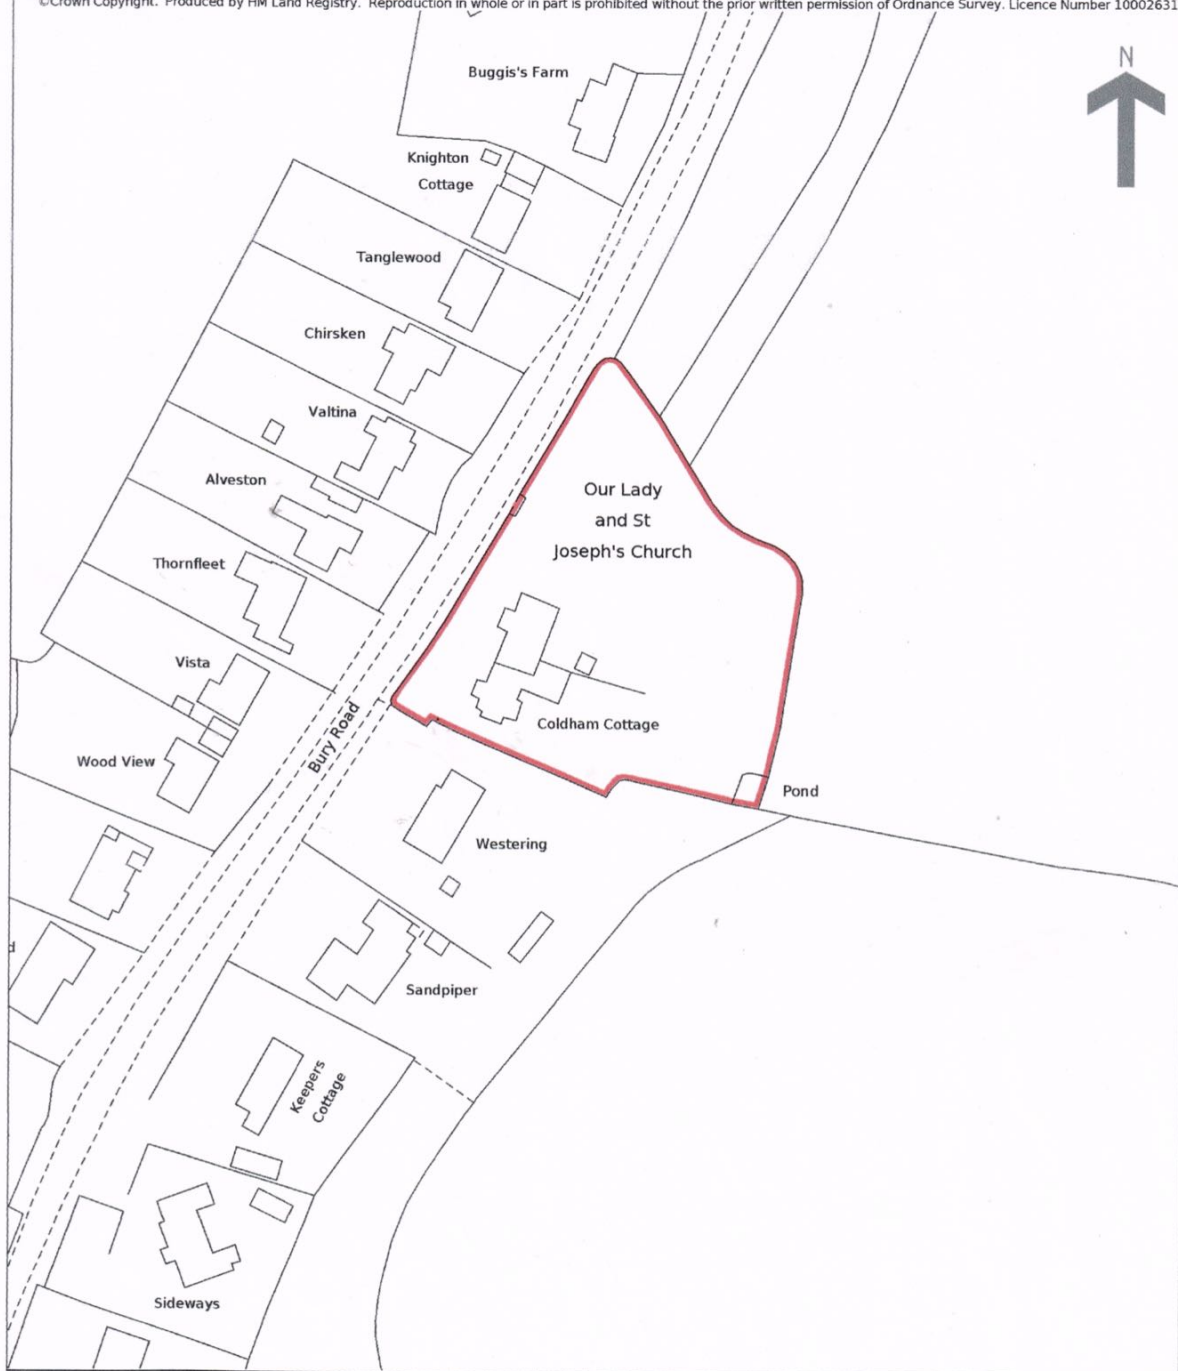 ©Crown Copyright. Produced by HM Land Registry. Reproduction in whole or in part is prohibited without the prior written permission of Ordnance Survey. Licence Number 10002631
N
Buggis's Farm
Knighton
Cottage
Tanglewood
Chirsken
Valtina
Alveston
Our Lady
and St
Joseph's Church
Thornfleet
Vista
Coldham Cottage
Bury Road
Wood View
Pond
Westering
d
Sandpiper
Keepers
Cottage
Sideways